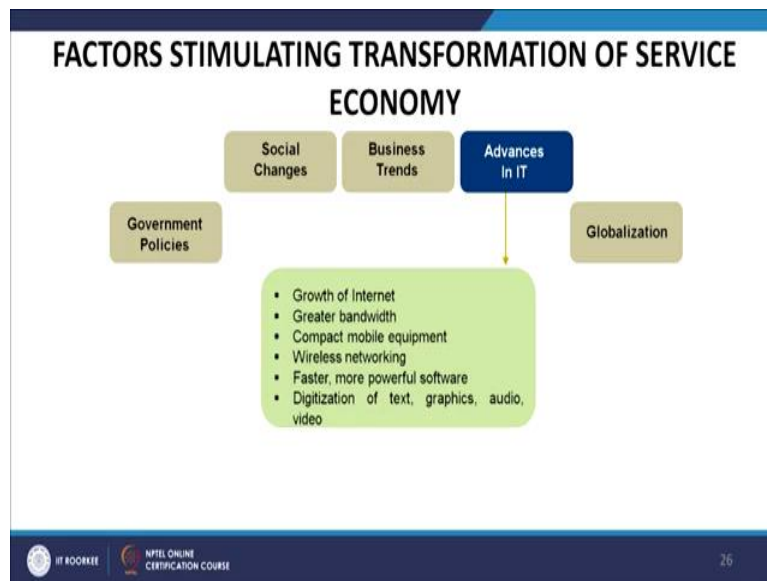 FACTORS STIMULATING TRANSFORMATION OF SERVICE
ECONOMY
Social
Changes
Business
Trends
Advances
In IT
Government
Policies
Globalization
▪ Growth of Internet
▪ Greater bandwidth
▪ Compact mobile equipment
▪ Wireless networking
▪ Faster, more powerful software
▪ Digitization of text, graphics, audio,
video
IIT ROORKEE
NPTEL ONLINE
CERTIFICATION COURSE
26